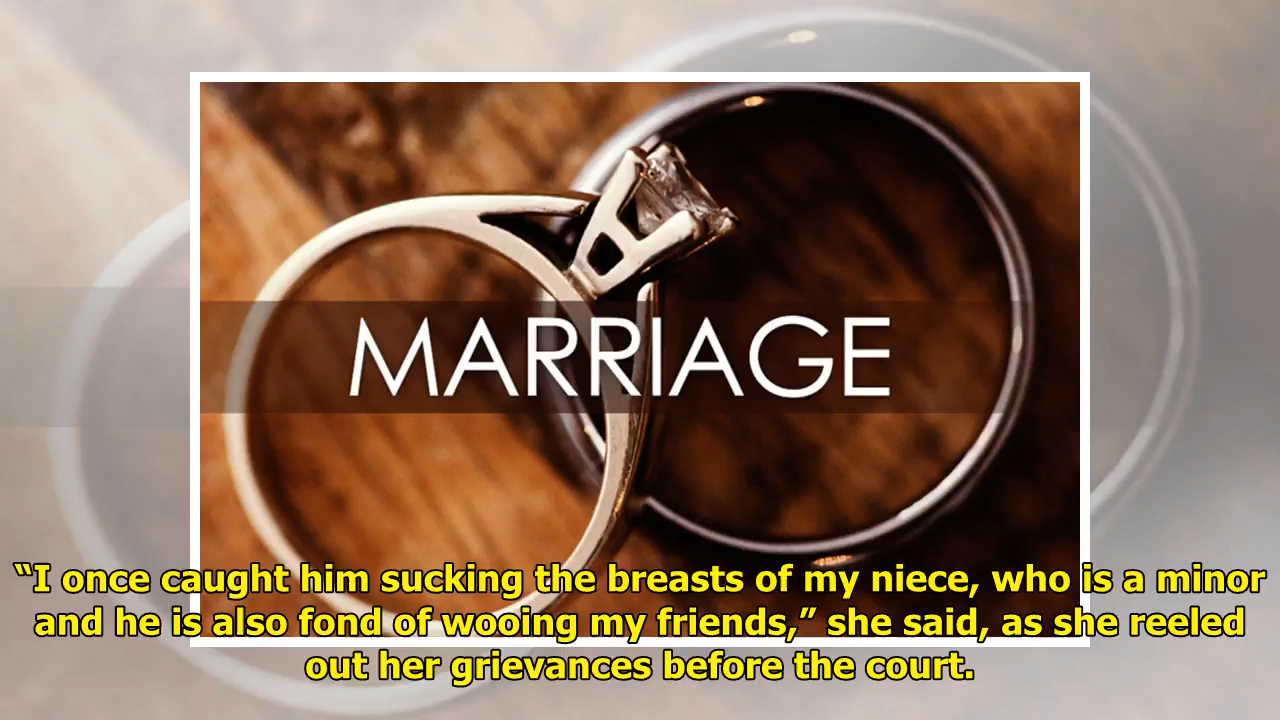 MARRIAGE
“I once caught him sucking the breasts of my niece, who is a minor
and he is also fond of wooing my friends,” she said, as she reeled
out her grievances before the court.